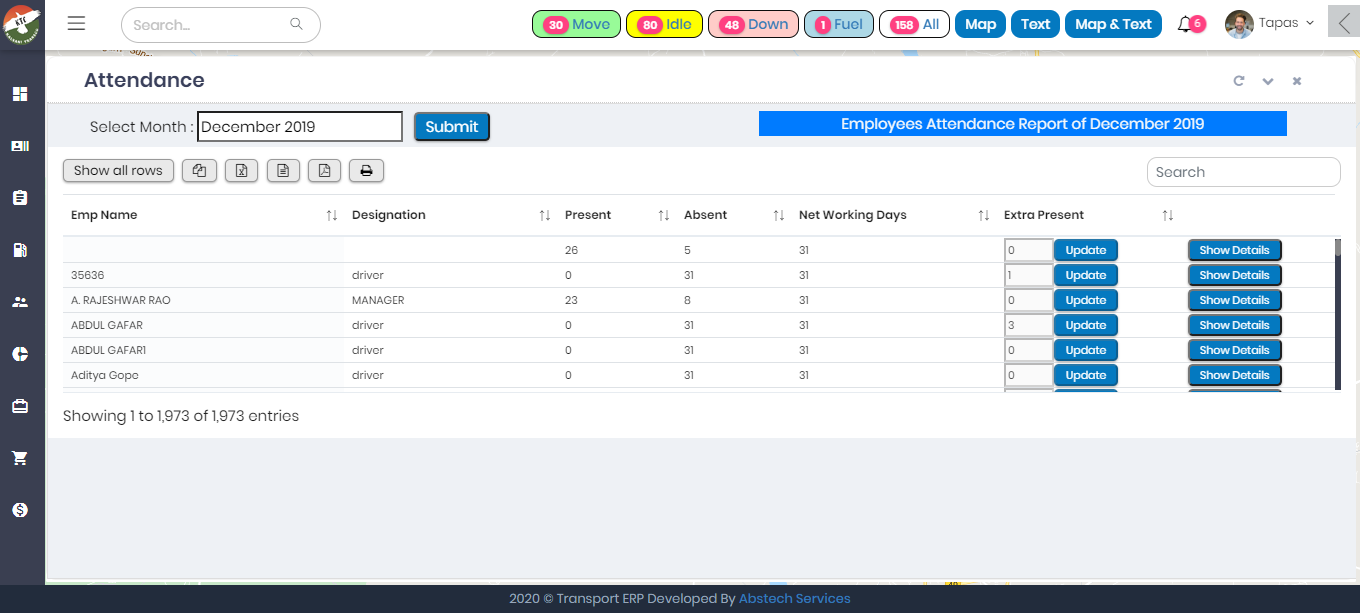 KTC
Search...
30 Move
80 Idle
48 Down
1 Fuel
158 All
Map
Text
Map & Text
6
Tapas
Attendance
Select Month : December 2019
Submit
Employees Attendance Report of December 2019
Show all rows
Search
Emp Name Designation Present Absent Net Working Days Extra Present
26 5 31 0 Update Show Details
35636 driver 0 31 31 1 Update Show Details
A. RAJESHWAR RAO MANAGER 23 8 31 0 Update Show Details
ABDUL GAFAR driver 0 31 31 3 Update Show Details
ABDUL GAFAR1 driver 0 31 31 0 Update Show Details
Aditya Gope driver 0 31 31 0 Update Show Details
Showing 1 to 1,973 of 1,973 entries
2020 © Transport ERP Developed By Abstech Services